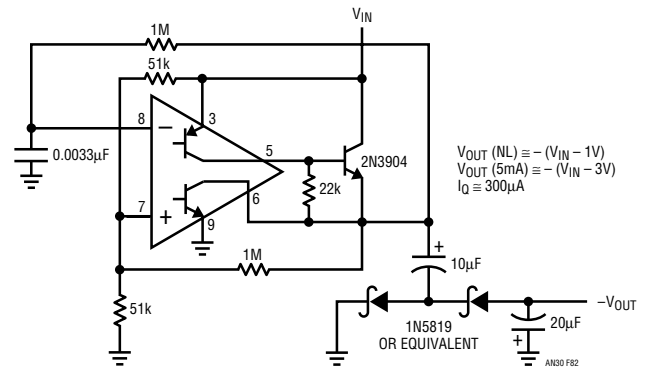 1M
V_IN
51k
8
−
3
0.0033µF
5
2N3904
22k
6
7
+
9
V_OUT (NL) ≅ – (V_IN – 1V)
V_OUT (5mA) ≅ – (V_IN – 3V)
I_Q ≅ 300µA
1M
+
10µF
51k
1N5819
OR EQUIVALENT
–V_OUT
20µF
+
AN30 F82